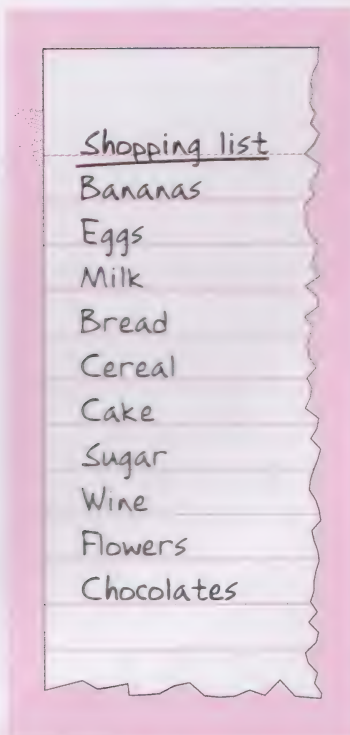 Shopping list
Bananas
Eggs
Milk
Bread
Cereal
Cake
Sugar
Wine
Flowers
Chocolates